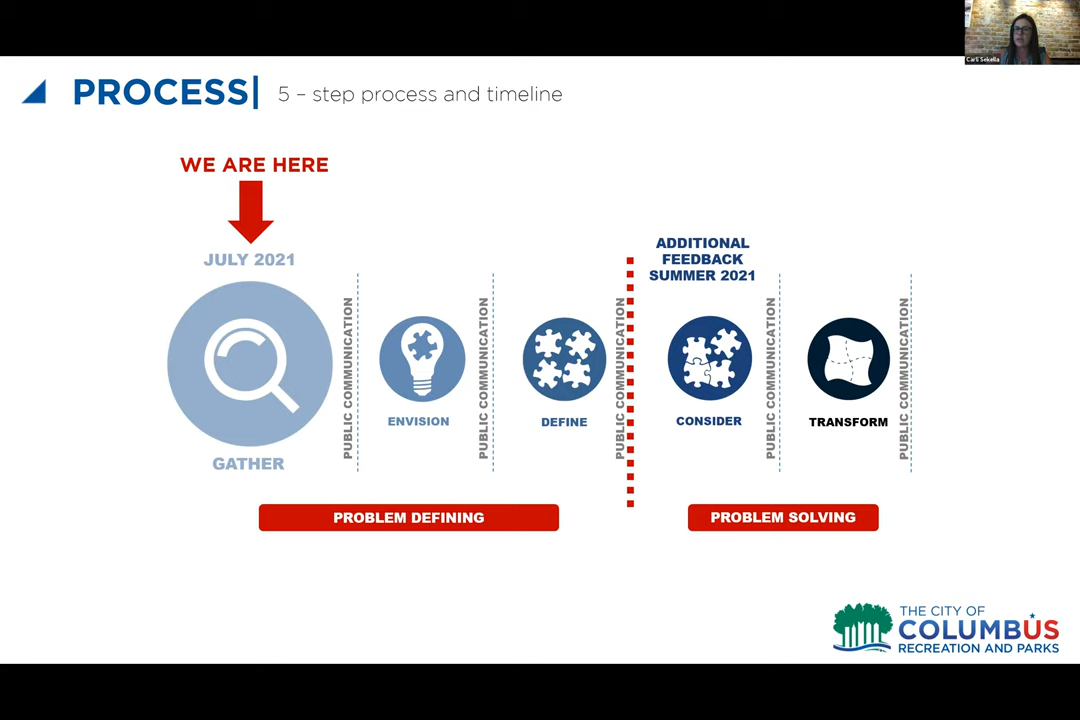 Carli Sekella
PROCESS|
5 – step process and timeline
WE ARE HERE
JULY 2021
ADDITIONAL
FEEDBACK
SUMMER 2021
PUBLIC COMMUNICATION
PUBLIC COMMUNICATION
PUBLIC COMMUNICATION
PUBLIC COMMUNICATION
PUBLIC COMMUNICATION
GATHER
ENVISION
DEFINE
CONSIDER
TRANSFORM
PROBLEM DEFINING
PROBLEM SOLVING
THE CITY OF
COLUMBUS
RECREATION AND PARKS